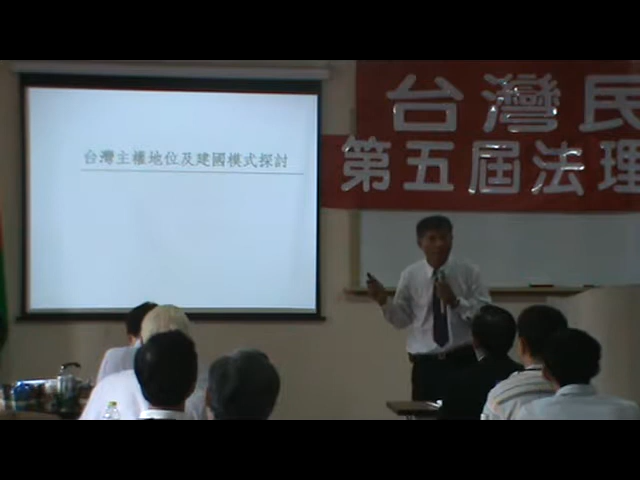 台灣主權地位及建國模式探討
台灣民
第五屆法理